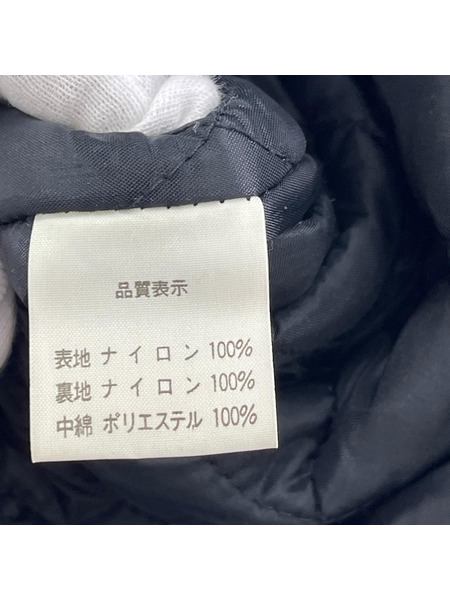 品質表示
表地 ナイロン 100%
裏地 ナイロン 100%
中綿 ポリエステル 100%